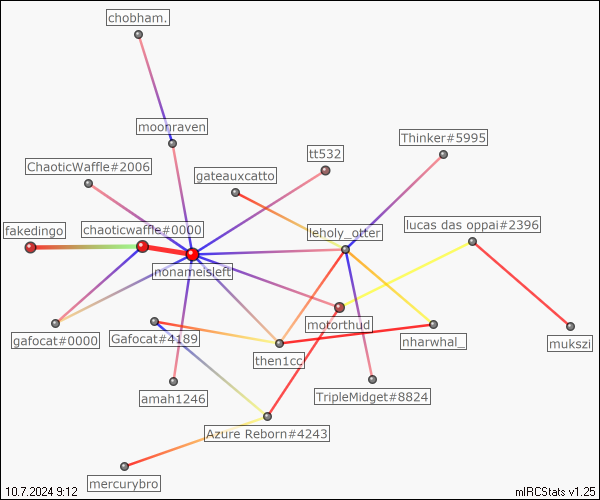 chobham.
moonraven
Thinker#5995
tt532
ChaoticWaffle#2006
gateauxcatto
fakedingo
chaoticwaffle#0000
leholy_otter
lucas das oppai#2396
nonameisleft
gafocat#0000
Gafocat#4189
motorthud
nharwhal_
mukszi
then1cc
amah1246
TripleMidget#8824
Azure Reborn#4243
mercurybro
10.7.2024 9:12
mIRCStats v1.25